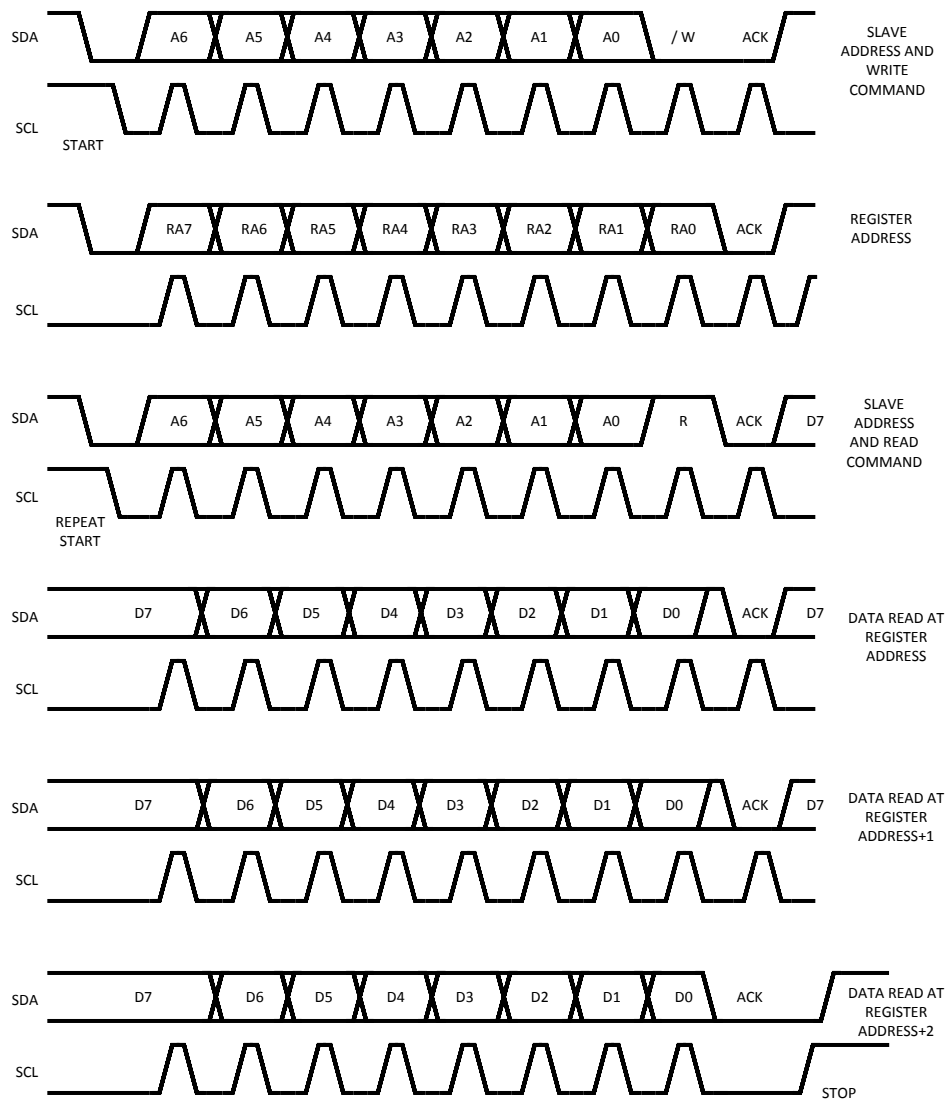 SDA A6 A5 A4 A3 A2 A1 A0 / W ACK
SLAVE
ADDRESS AND
WRITE
COMMAND
SCL
START
SDA RA7 RA6 RA5 RA4 RA3 RA2 RA1 RA0 ACK
REGISTER
ADDRESS
SCL
SDA A6 A5 A4 A3 A2 A1 A0 R ACK D7
SLAVE
ADDRESS
AND READ
COMMAND
SCL
REPEAT
START
SDA D7 D6 D5 D4 D3 D2 D1 D0 ACK D7
DATA READ AT
REGISTER
ADDRESS
SCL
SDA D7 D6 D5 D4 D3 D2 D1 D0 ACK D7
DATA READ AT
REGISTER
ADDRESS+1
SCL
SDA D7 D6 D5 D4 D3 D2 D1 D0 ACK
DATA READ AT
REGISTER
ADDRESS+2
SCL
STOP